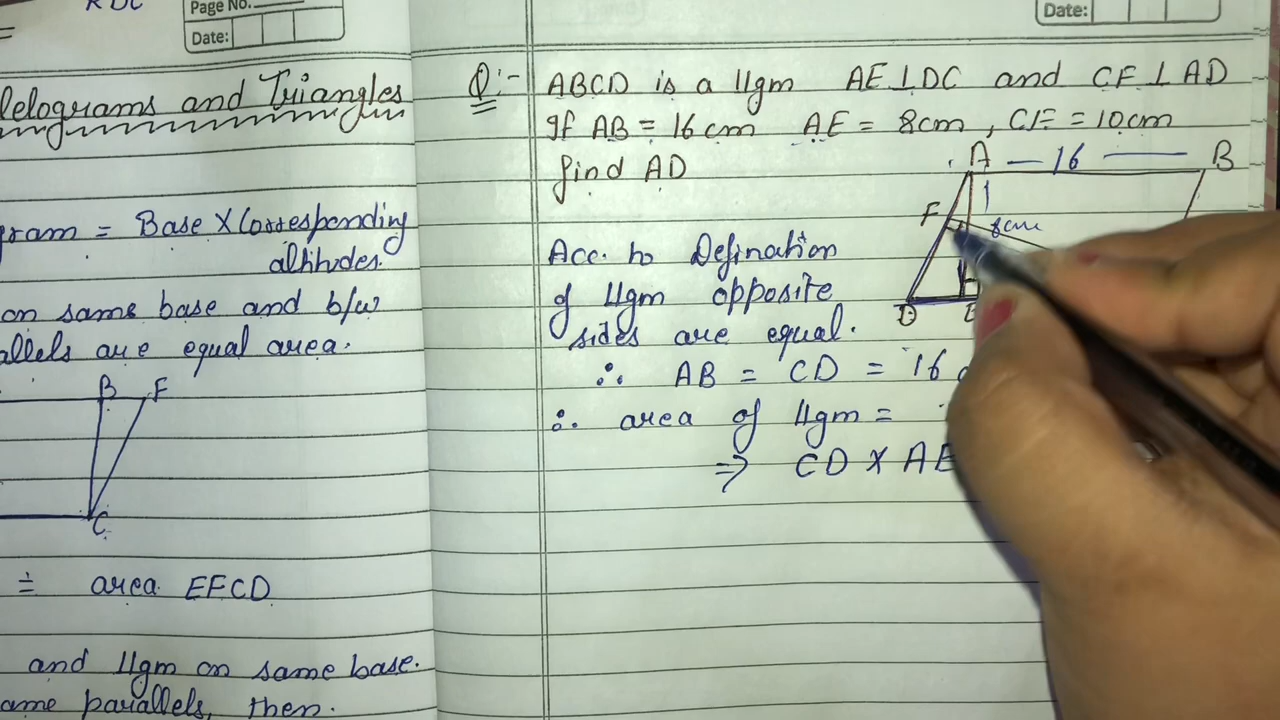 Page No.
Date:
lelograms and Triangles
gram = Base X Corresponding
altitudes.
on same base and b/w
allels are equal area.
B F
C
= area EFCD
and llgm on same base.
ame parallels, then.
Date:
Q:- ABCD is a llgm AE⊥DC and CF⊥AD
If AB = 16 cm AE = 8cm, CF = 10cm
find AD
A 16 B
F 8cm
D E
Acc. to Defination
of llgm opposite
sides are equal.
∴ AB = CD = 16
∴ area of llgm =
⇒ CD X AE